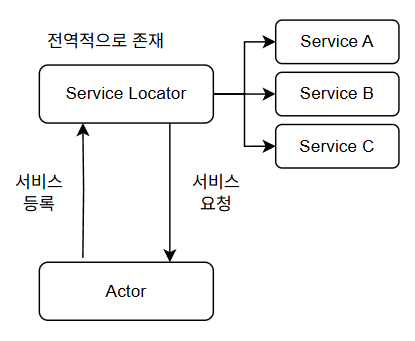 전역적으로 존재
Service Locator
Service A
Service B
Service C
서비스
등록
서비스
요청
Actor